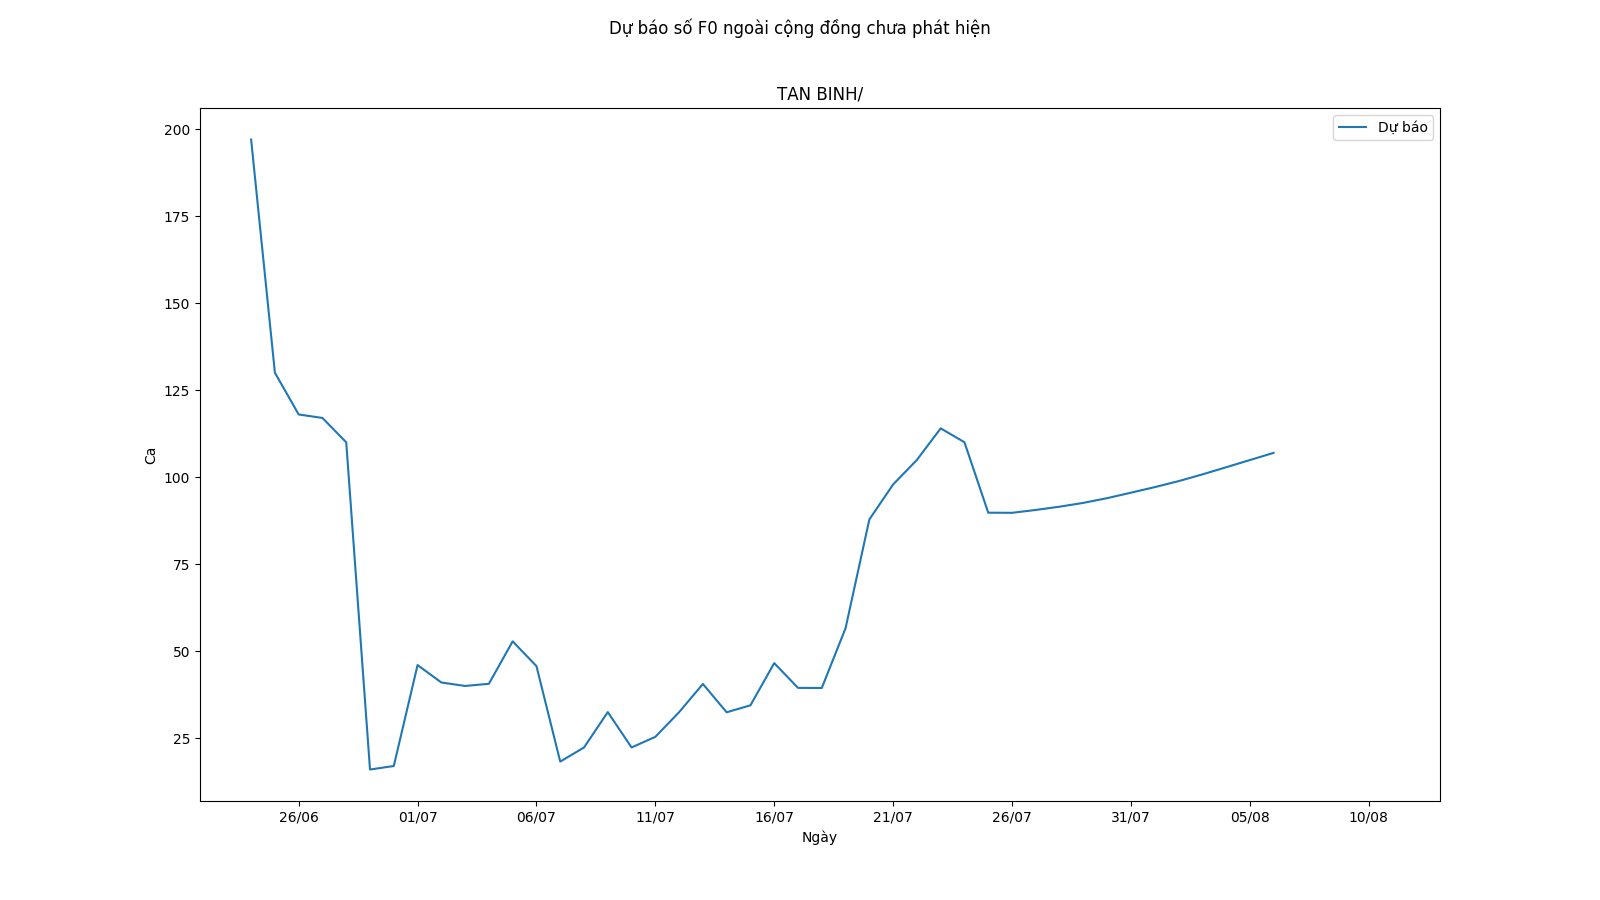 Dự báo số F0 ngoài cộng đồng chưa phát hiện
TAN BINH/
Dự báo
200
175
150
125
100
75
50
25
Ca
26/06 01/07 06/07 11/07 16/07 21/07 26/07 31/07 05/08 10/08
Ngày